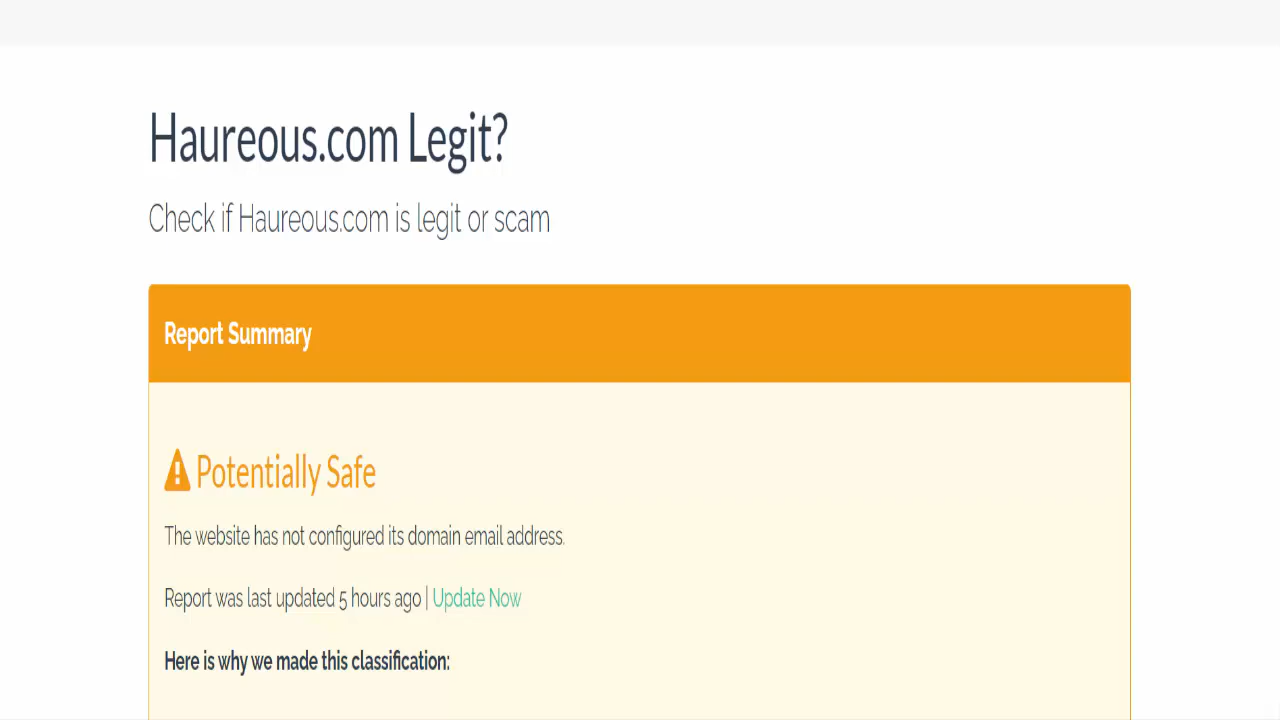 Haureous.com Legit?
Check if Haureous.com is legit or scam
Report Summary
Potentially Safe
The website has not configured its domain email address.
Report was last updated 5 hours ago | Update Now
Here is why we made this classification: